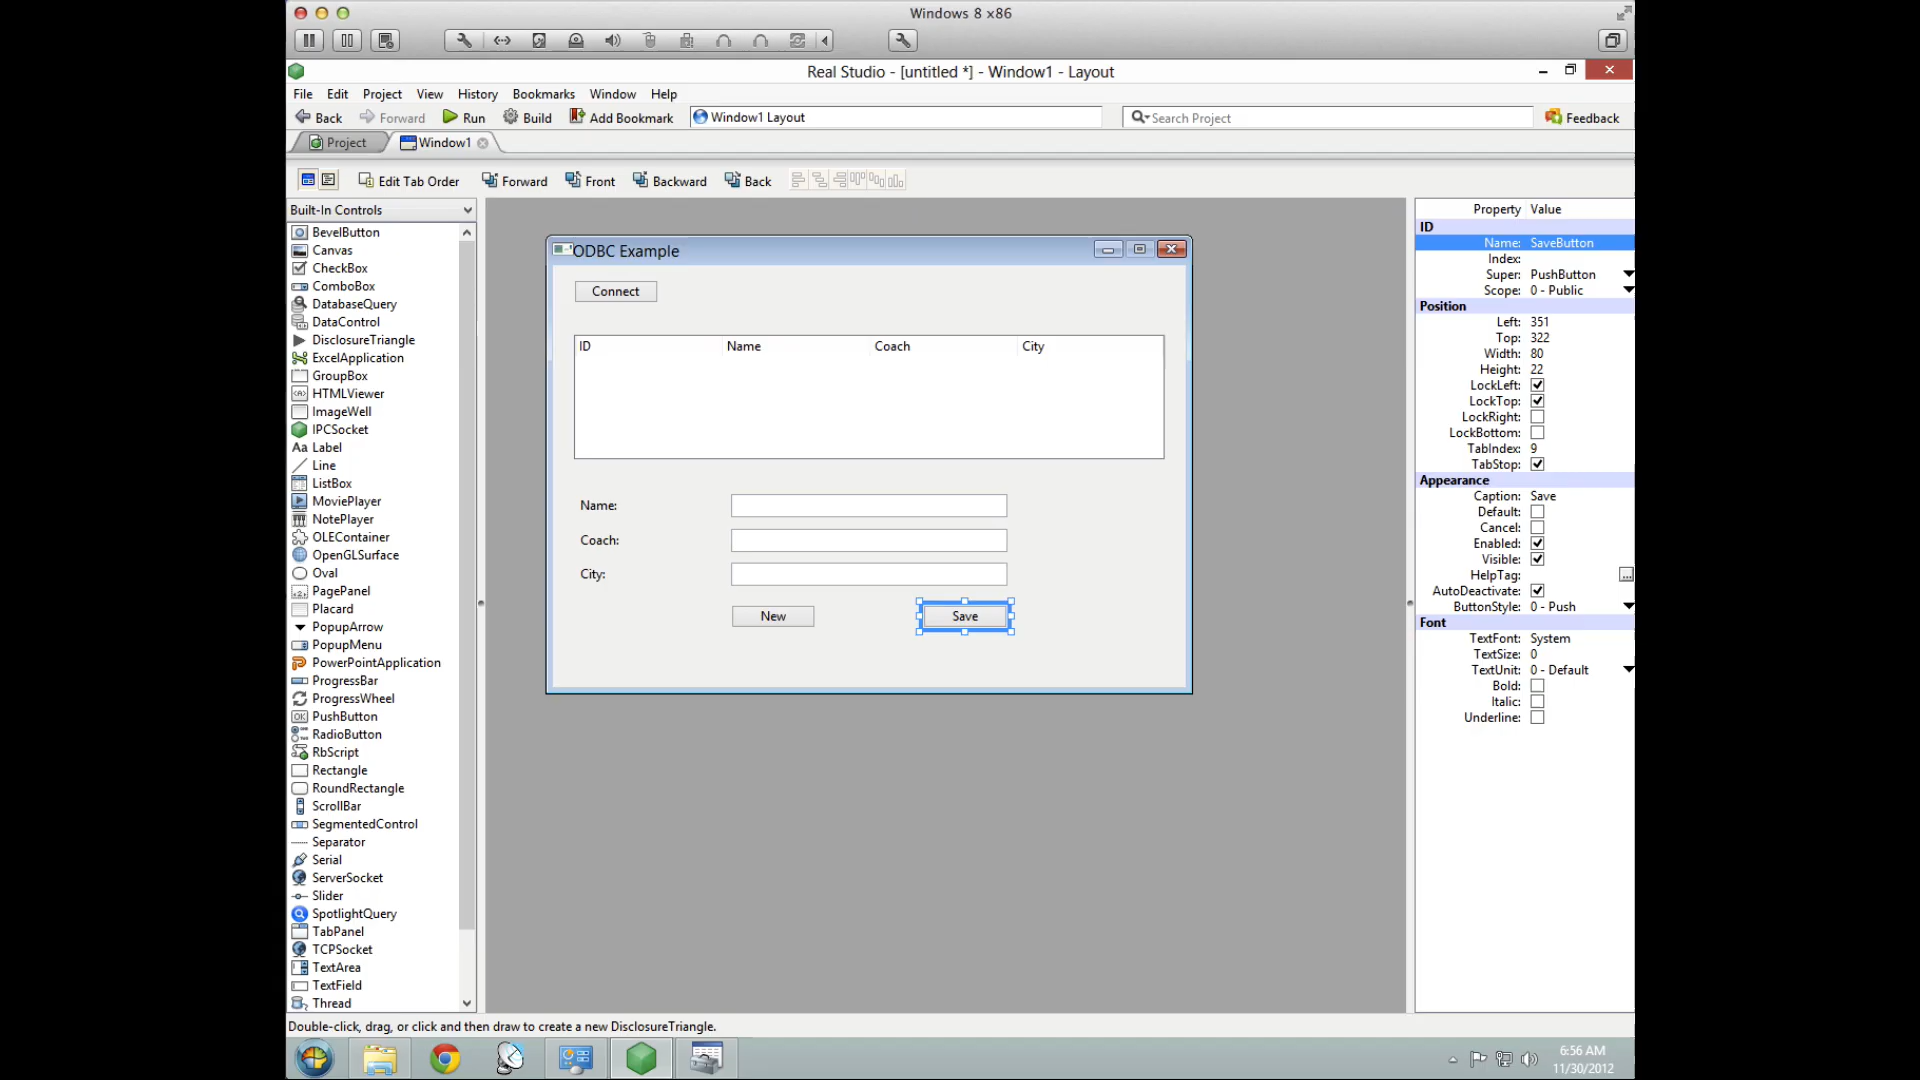 Windows 8 x86
Real Studio - [untitled *] - Window1 - Layout
File Edit Project View History Bookmarks Window Help
Back Forward Run Build Add Bookmark Window1 Layout Search Project Feedback
Project Window1
Edit Tab Order Forward Front Backward Back
Built-In Controls
BevelButton
Canvas
CheckBox
ComboBox
DatabaseQuery
DataControl
DisclosureTriangle
ExcelApplication
GroupBox
HTMLViewer
ImageWell
IPCSocket
Aa Label
Line
ListBox
MoviePlayer
NotePlayer
OLEContainer
OpenGLSurface
Oval
PagePanel
Placard
PopupArrow
PopupMenu
PowerPointApplication
ProgressBar
ProgressWheel
OK PushButton
RadioButton
RbScript
Rectangle
RoundRectangle
ScrollBar
SegmentedControl
Separator
Serial
ServerSocket
Slider
SpotlightQuery
TabPanel
TCPSocket
TextArea
TextField
Thread
ODBC Example
Connect
ID Name Coach City
Name:
Coach:
City:
New Save
Property Value
ID
Name: SaveButton
Index:
Super: PushButton
Scope: 0 - Public
Position
Left: 351
Top: 322
Width: 80
Height: 22
LockLeft:
LockTop:
LockRight:
LockBottom:
TabIndex: 9
TabStop:
Appearance
Caption: Save
Default:
Cancel:
Enabled:
Visible:
HelpTag: ...
AutoDeactivate:
ButtonStyle: 0 - Push
Font
TextFont: System
TextSize: 0
TextUnit: 0 - Default
Bold:
Italic:
Underline:
Double-click, drag, or click and then draw to create a new DisclosureTriangle.
6:56 AM
11/30/2012